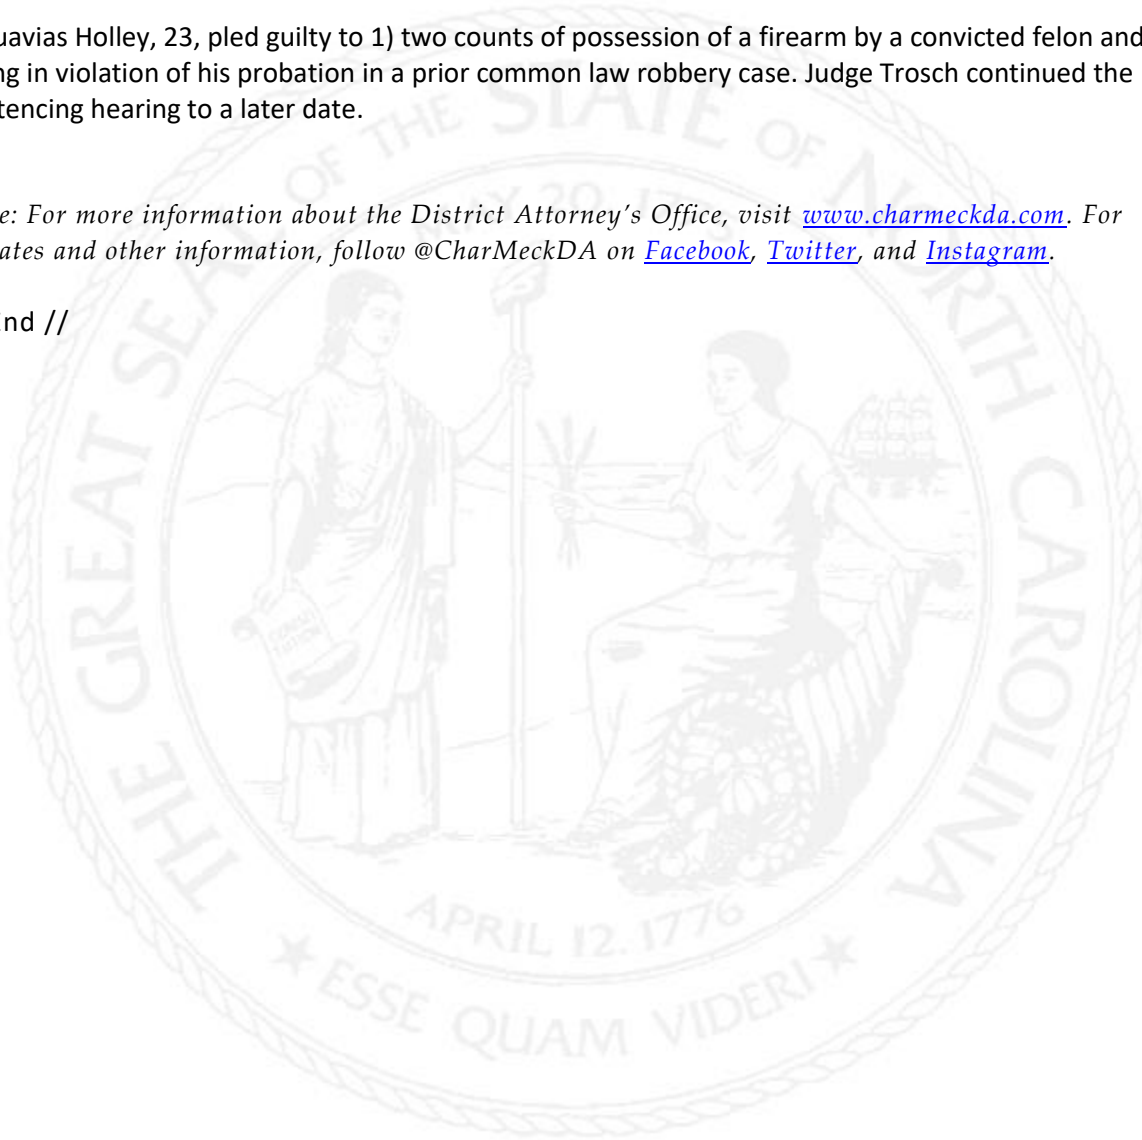 uavias Holley, 23, pled guilty to 1) two counts of possession of a firearm by a convicted felon and
ng in violation of his probation in a prior common law robbery case. Judge Trosch continued the
tencing hearing to a later date.
e: For more information about the District Attorney’s Office, visit www.charmeckda.com. For
ates and other information, follow @CharMeckDA on Facebook, Twitter, and Instagram.
nd //
THE GREAT SEAL OF THE STATE OF NORTH CAROLINA
MAY 20, 1775
CONSTITUTION
APRIL 12. 1776
ESSE QUAM VIDERI